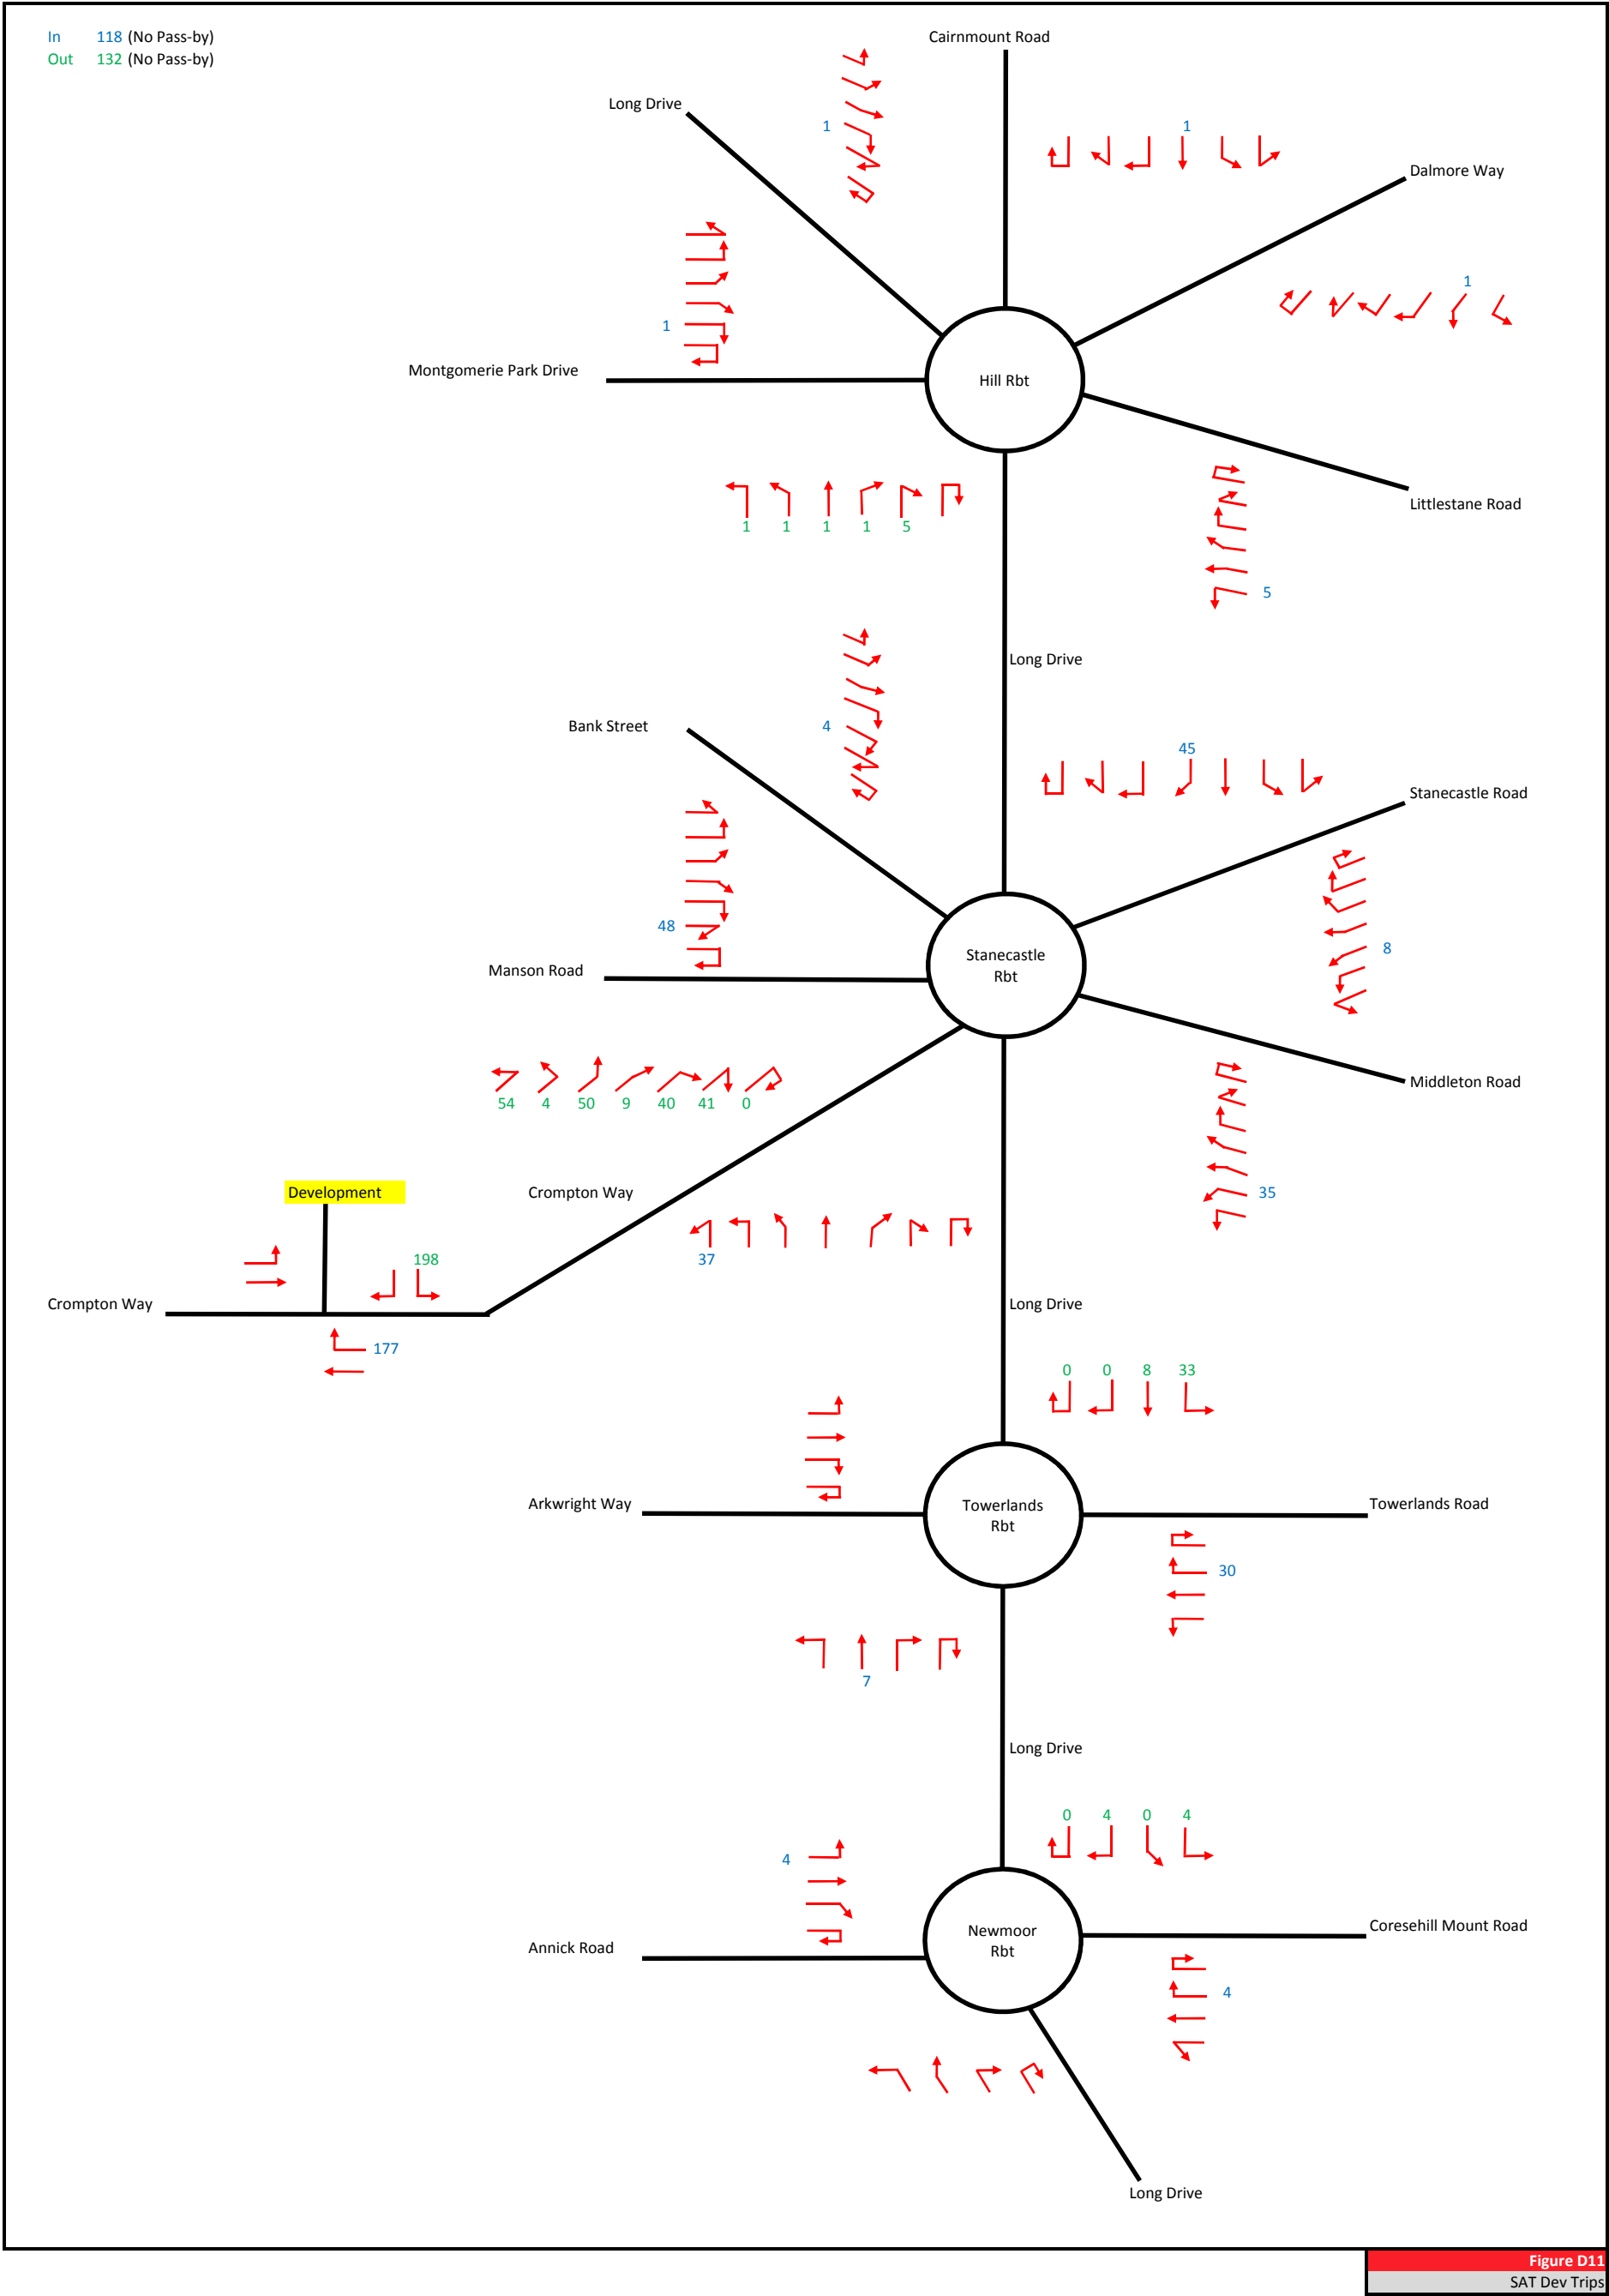 In 118 (No Pass-by)
Out 132 (No Pass-by)
Cairnmount Road
Long Drive
1
1
Dalmore Way
1
1
Montgomerie Park Drive
Hill Rbt
Littlestane Road
1 1 1 1 5
5
Long Drive
Bank Street
4
45
Stanecastle Road
48
8
Manson Road
Stanecastle
Rbt
Middleton Road
54 4 50 9 40 41 0
Development
Crompton Way
35
37
198
Crompton Way
Long Drive
177
0 0 8 33
Arkwright Way
Towerlands
Rbt
Towerlands Road
30
7
Long Drive
0 4 0 4
4
Annick Road
Newmoor
Rbt
Coresehill Mount Road
4
Long Drive
Figure D11
SAT Dev Trips